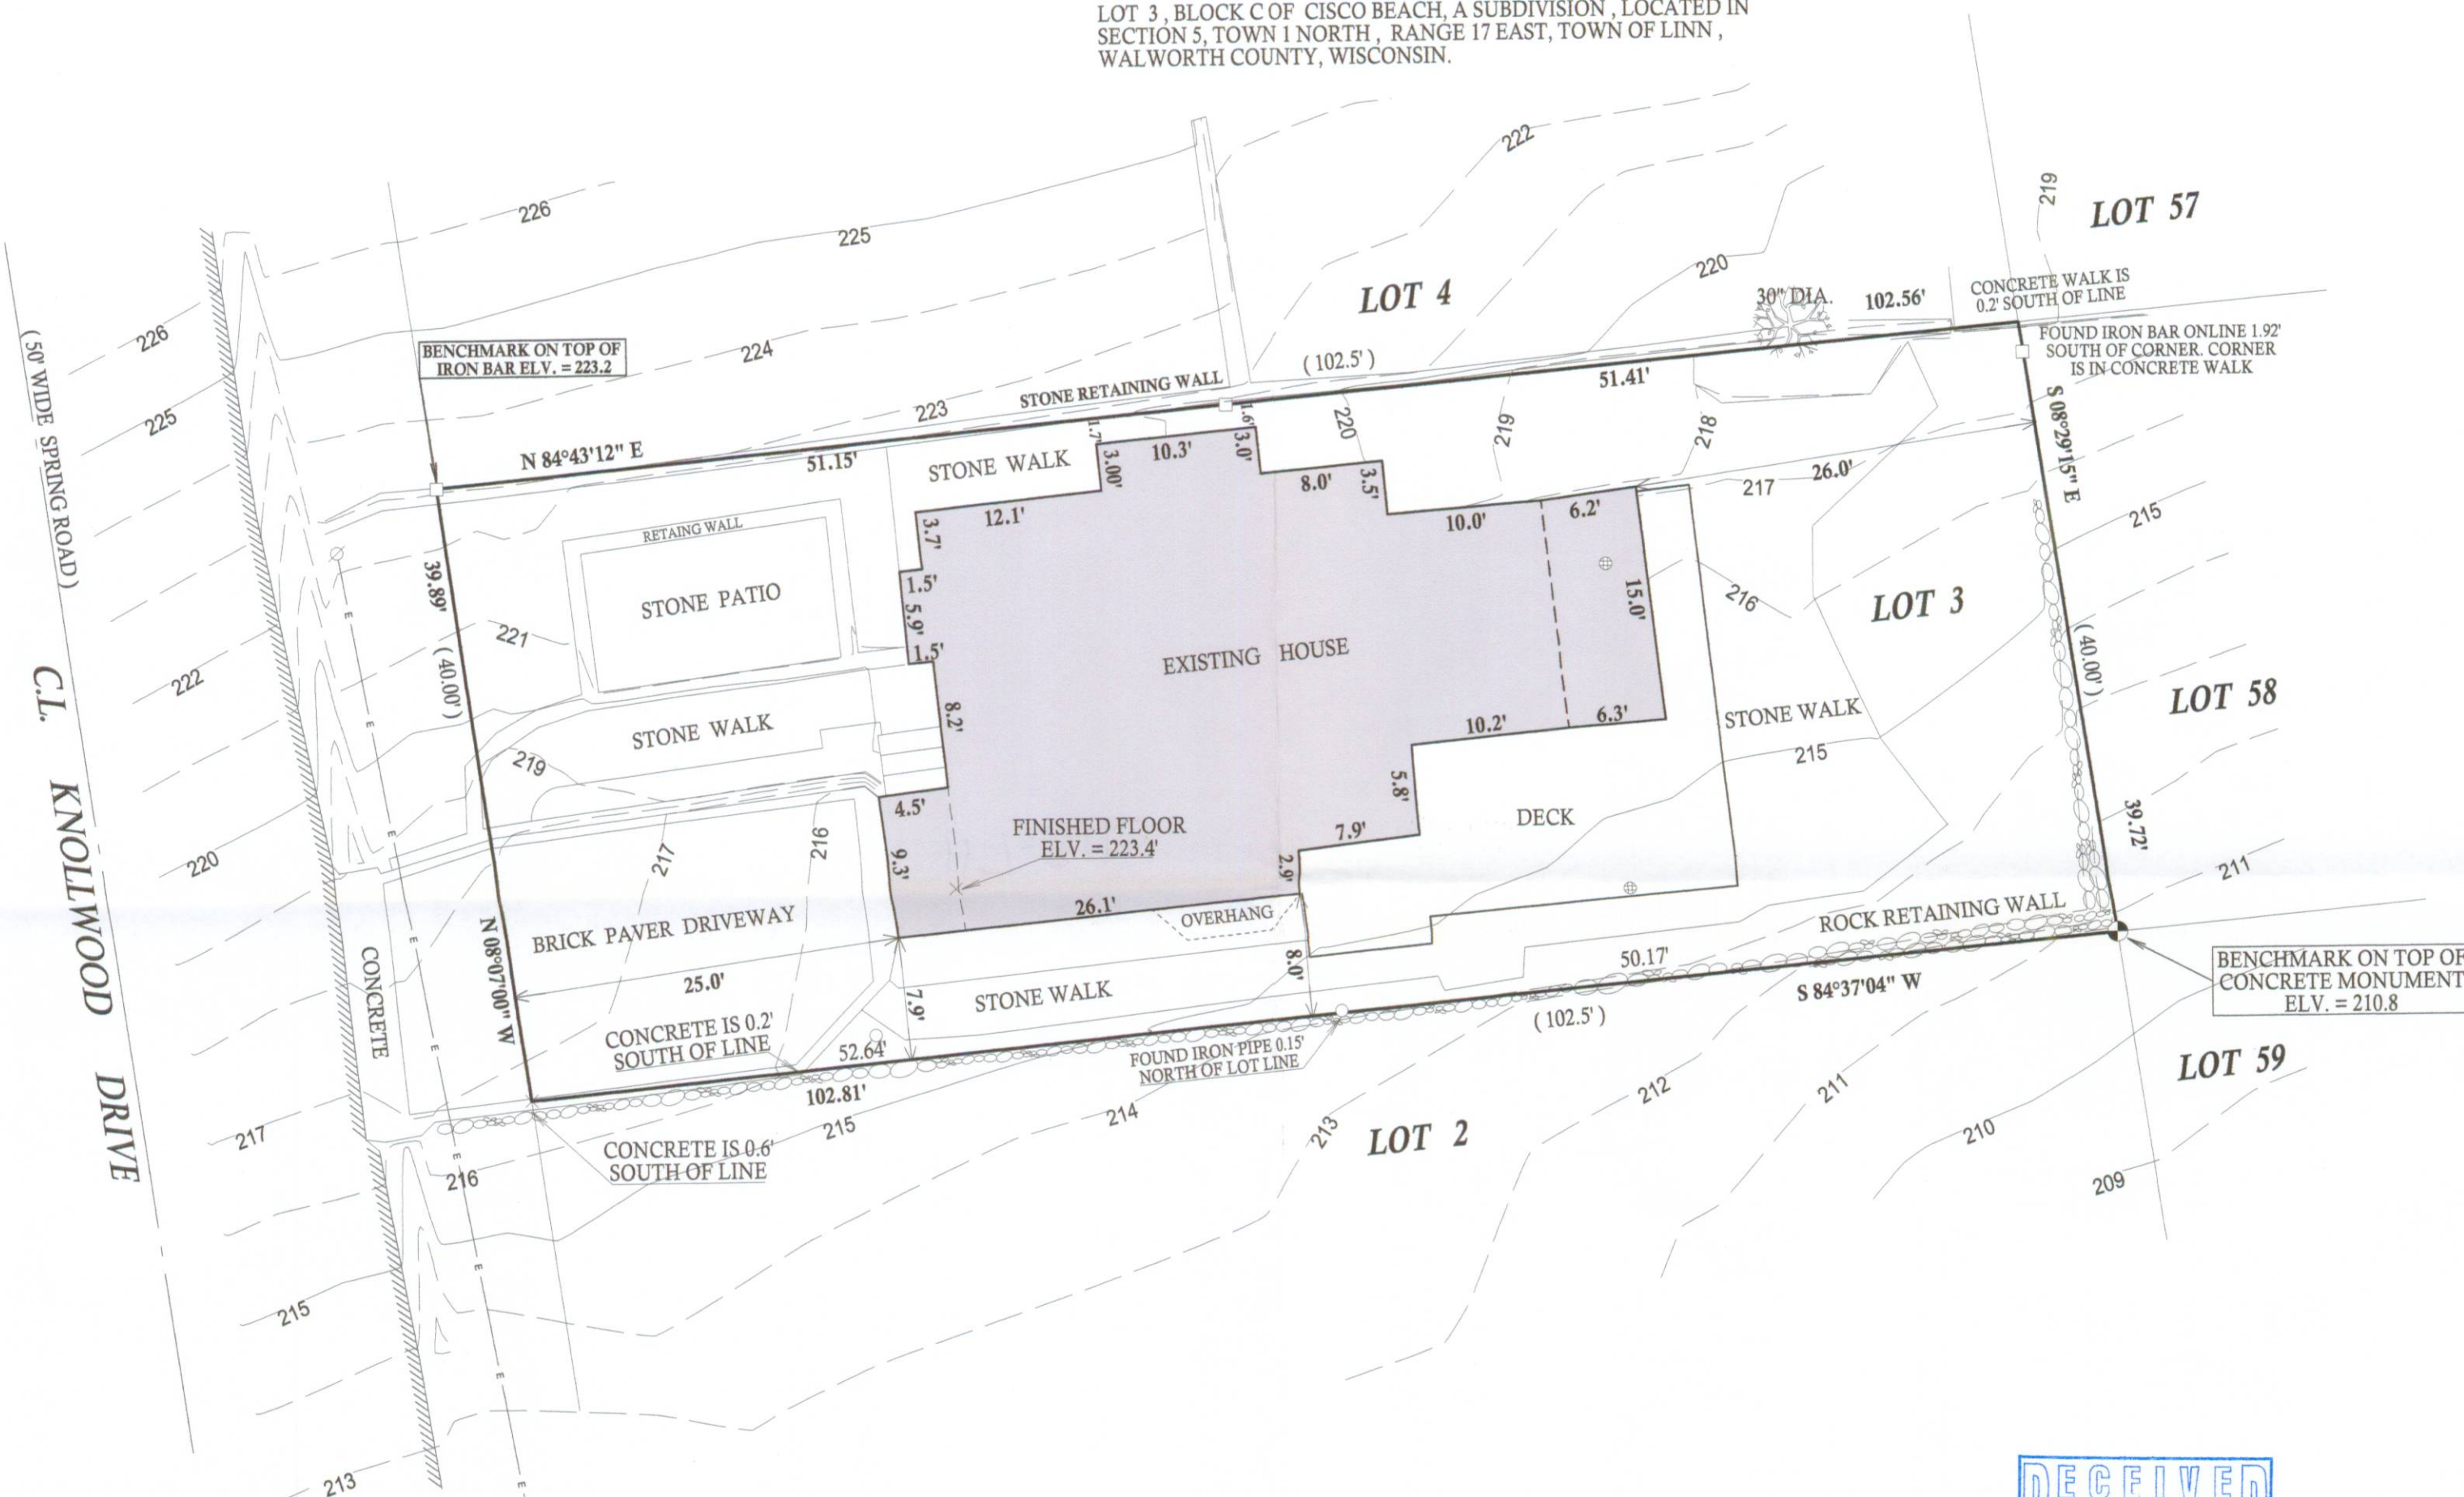 LOT 3 , BLOCK C OF CISCO BEACH, A SUBDIVISION , LOCATED IN
SECTION 5, TOWN 1 NORTH , RANGE 17 EAST, TOWN OF LINN ,
WALWORTH COUNTY, WISCONSIN.
222
219
LOT 57
226
225
220
LOT 4
30" DIA.
102.56'
CONCRETE WALK IS
0.2' SOUTH OF LINE
226
224
BENCHMARK ON TOP OF
IRON BAR ELV. = 223.2
FOUND IRON BAR ONLINE 1.92'
SOUTH OF CORNER. CORNER
IS IN CONCRETE WALK
( 102.5' )
STONE RETAINING WALL
51.41'
223
225
( 50' WIDE SPRING ROAD )
N 84°43'12" E
51.15'
STONE WALK
1.7'
3.00'
10.3'
1.6'
3.0'
8.0'
3.5'
220
219
218
S 08°29'15" E
217
26.0'
12.1'
3.7'
10.0'
6.2'
215
RETAING WALL
39.89'
STONE PATIO
1.5'
5.9'
1.5'
15.0'
216
LOT 3
221
( 40.00' )
EXISTING HOUSE
( 40.00' )
222
LOT 58
C.L. KNOLLWOOD DRIVE
STONE WALK
8.2'
10.2'
6.3'
STONE WALK
219
215
5.8'
4.5'
DECK
39.72'
FINISHED FLOOR
ELV. = 223.4'
7.9'
220
217
216
9.3'
2.9'
211
26.1'
OVERHANG
ROCK RETAINING WALL
BRICK PAVER DRIVEWAY
N 08°07'00" W
CONCRETE
25.0'
8.0'
50.17'
BENCHMARK ON TOP OF
CONCRETE MONUMENT
ELV. = 210.8
STONE WALK
7.9'
S 84°37'04" W
( 102.5' )
CONCRETE IS 0.2'
SOUTH OF LINE
52.64'
FOUND IRON PIPE 0.15'
NORTH OF LOT LINE
LOT 59
102.81'
212
211
217
215
214
213
LOT 2
210
CONCRETE IS 0.6'
SOUTH OF LINE
216
209
215
213
E
E
E
E
E
E
E
E
E
E
RECEIVED